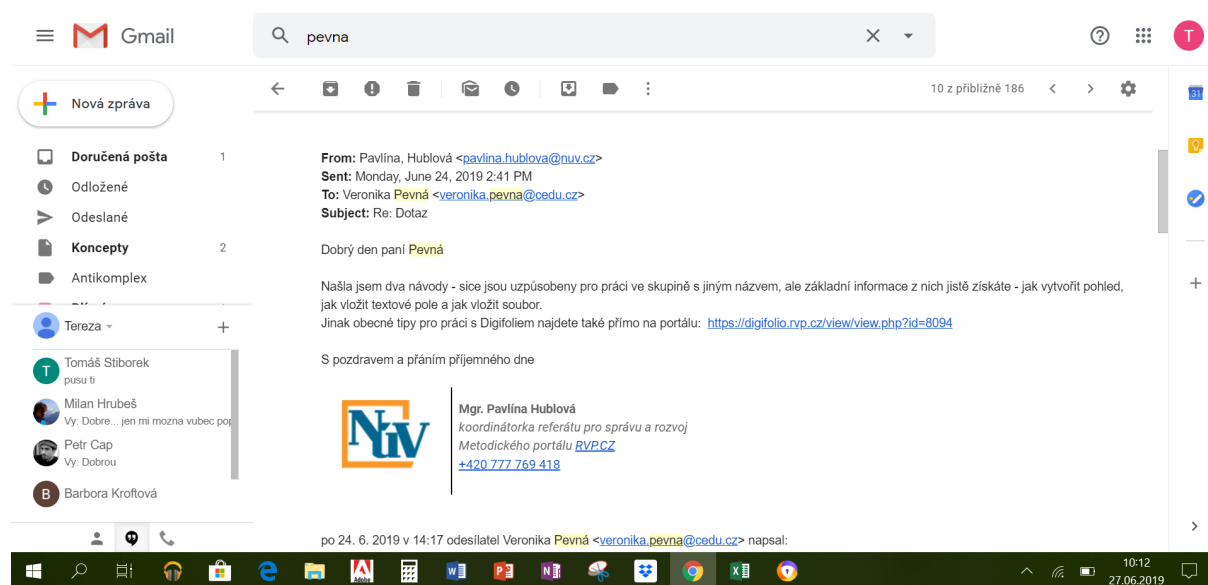 Gmail
pevna
T
Nová zpráva
10 z přibližně 186
31
Doručená pošta 1
Odložené
Odeslané
Koncepty 2
Antikomplex
Tereza
Tomáš Stiborek
T
pusu ti
Milan Hrubeš
Vy: Dobre... jen mi mozna vubec pop
Petr Cap
Vy: Dobrou
B
Barbora Kroftová
From: Pavlína, Hublová <pavlina.hublova@nuv.cz>
Sent: Monday, June 24, 2019 2:41 PM
To: Veronika Pevná <veronika.pevna@cedu.cz>
Subject: Re: Dotaz
Dobrý den paní Pevná
Našla jsem dva návody - sice jsou uzpůsobeny pro práci ve skupině s jiným názvem, ale základní informace z nich jistě získáte - jak vytvořit pohled,
jak vložit textové pole a jak vložit soubor.
Jinak obecné tipy pro práci s Digifoliem najdete také přímo na portálu: https://digifolio.rvp.cz/view/view.php?id=8094
S pozdravem a přáním příjemného dne
NÚV
Mgr. Pavlína Hublová
koordinátorka referátu pro správu a rozvoj
Metodického portálu RVP.CZ
+420 777 769 418
po 24. 6. 2019 v 14:17 odesílatel Veronika Pevná <veronika.pevna@cedu.cz> napsal:
Adobe
10:12
27.06.2019